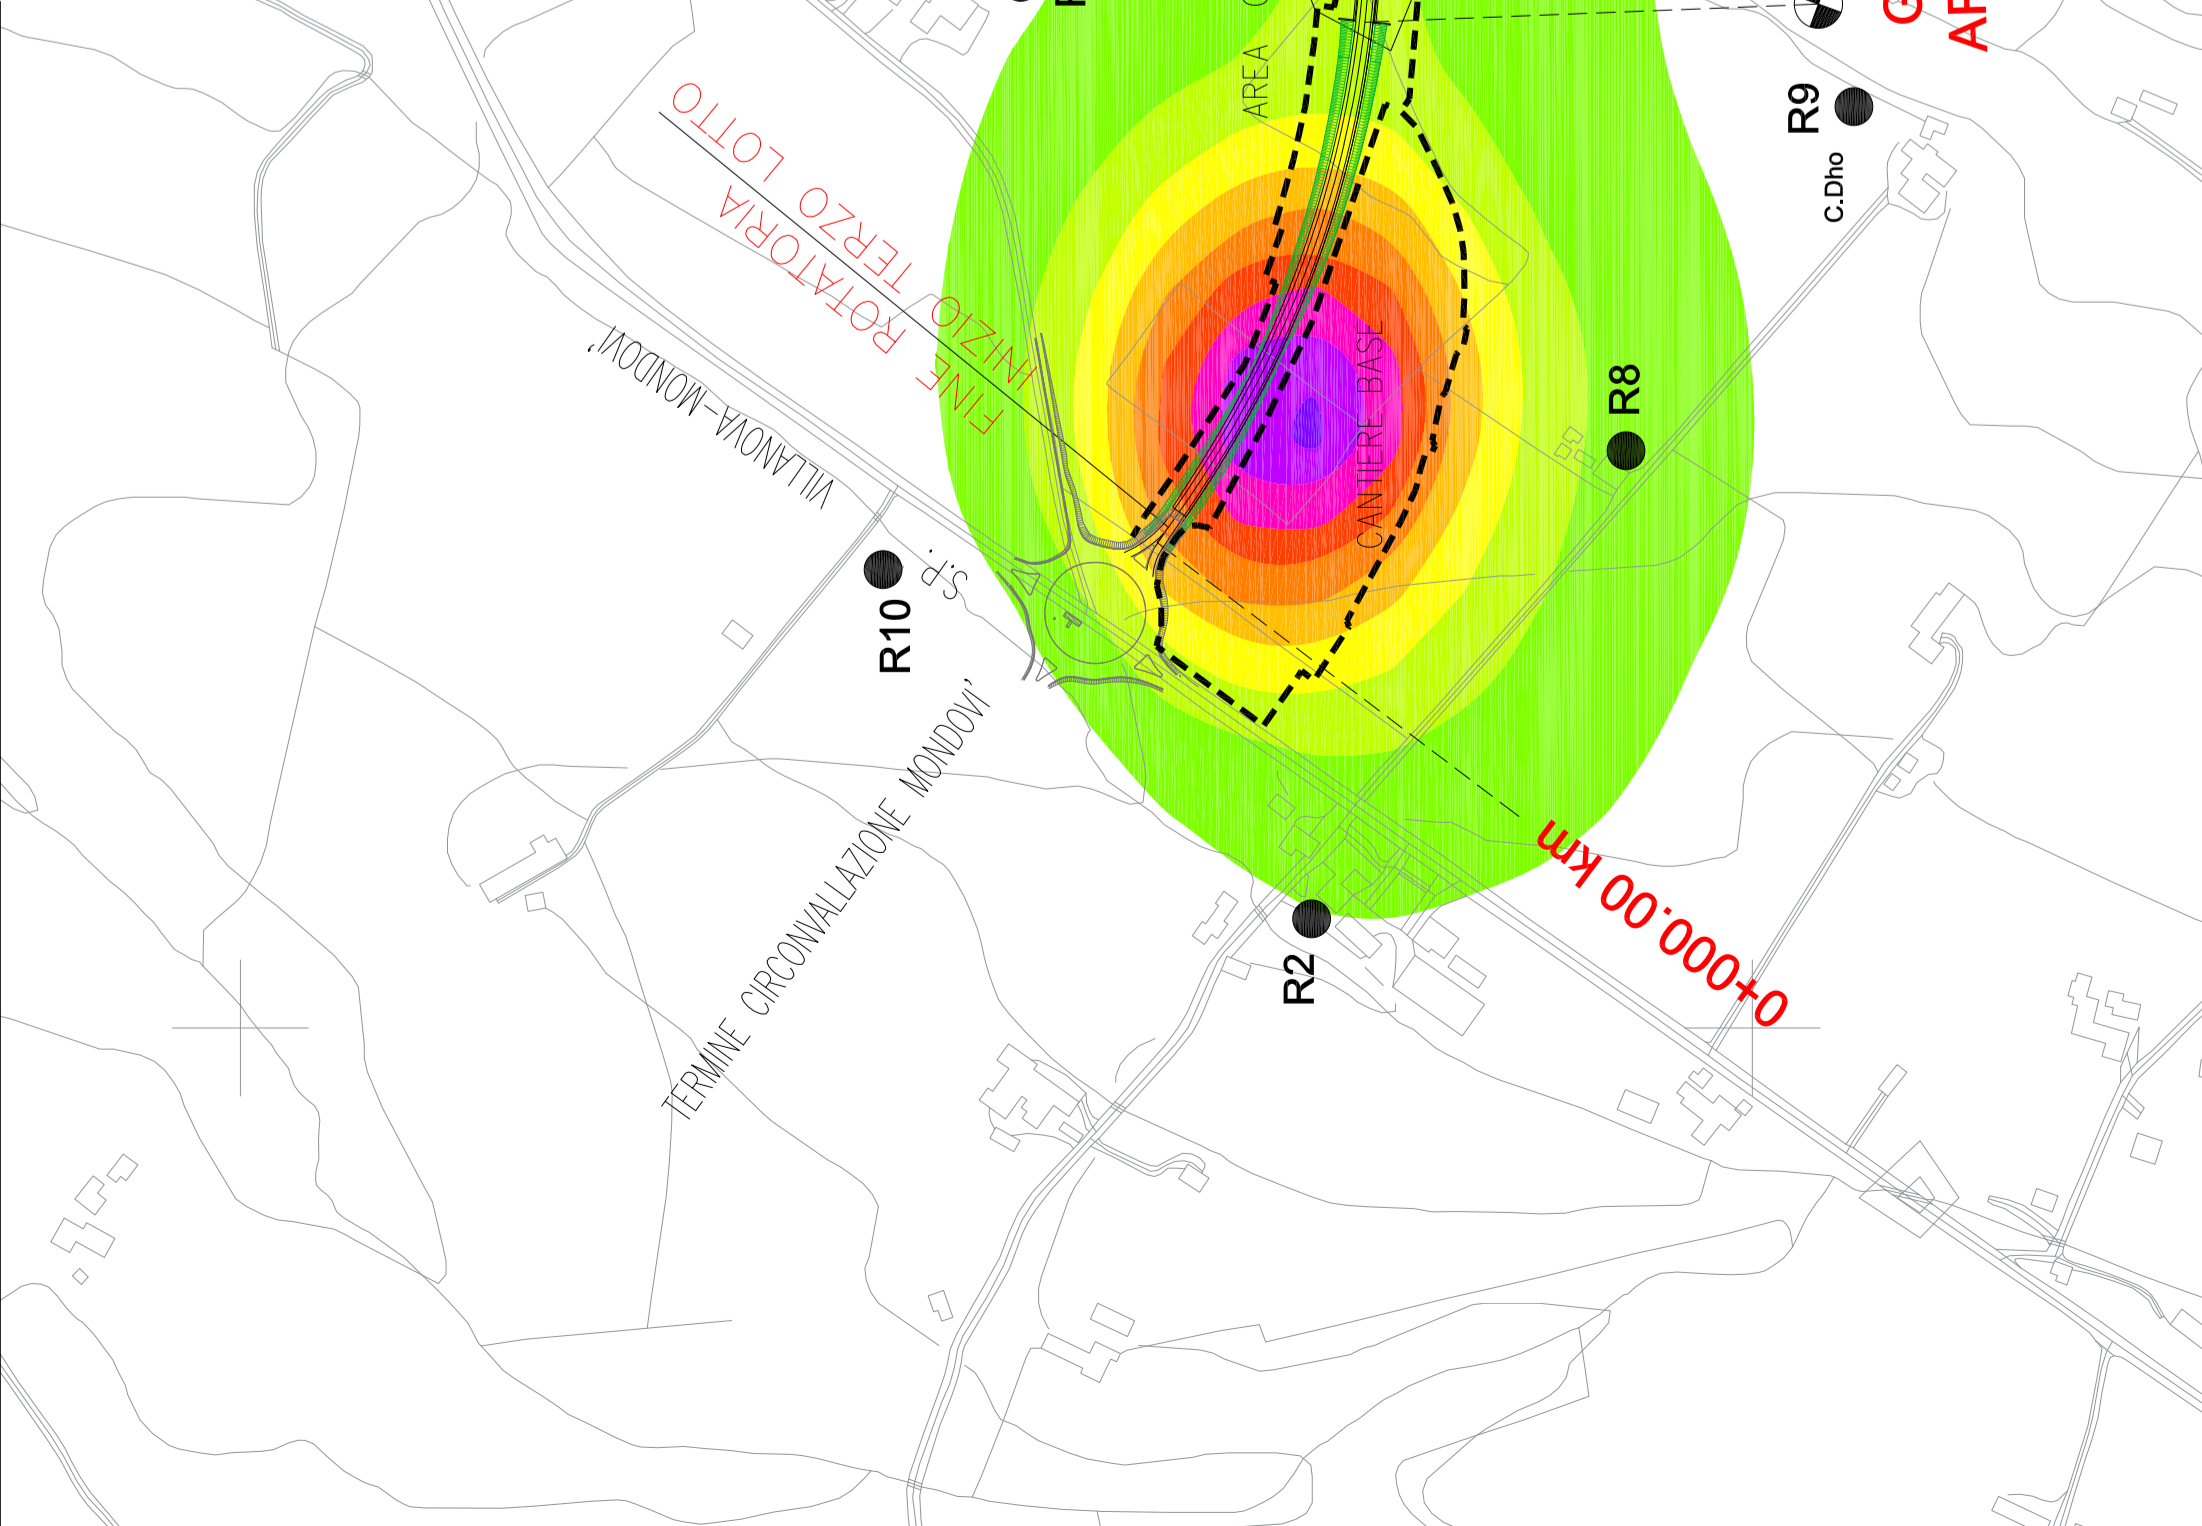 AREA
G
AR
R9
C.Dho
FINE ROTATORIA
INIZIO TERZO LOTTO
VILLANOVA-MONDOVI'
CANTIERE BASE
R8
R10
S.P.
TERMINE CIRCONVALLAZIONE MONDOVI'
R2
0+000.00 km